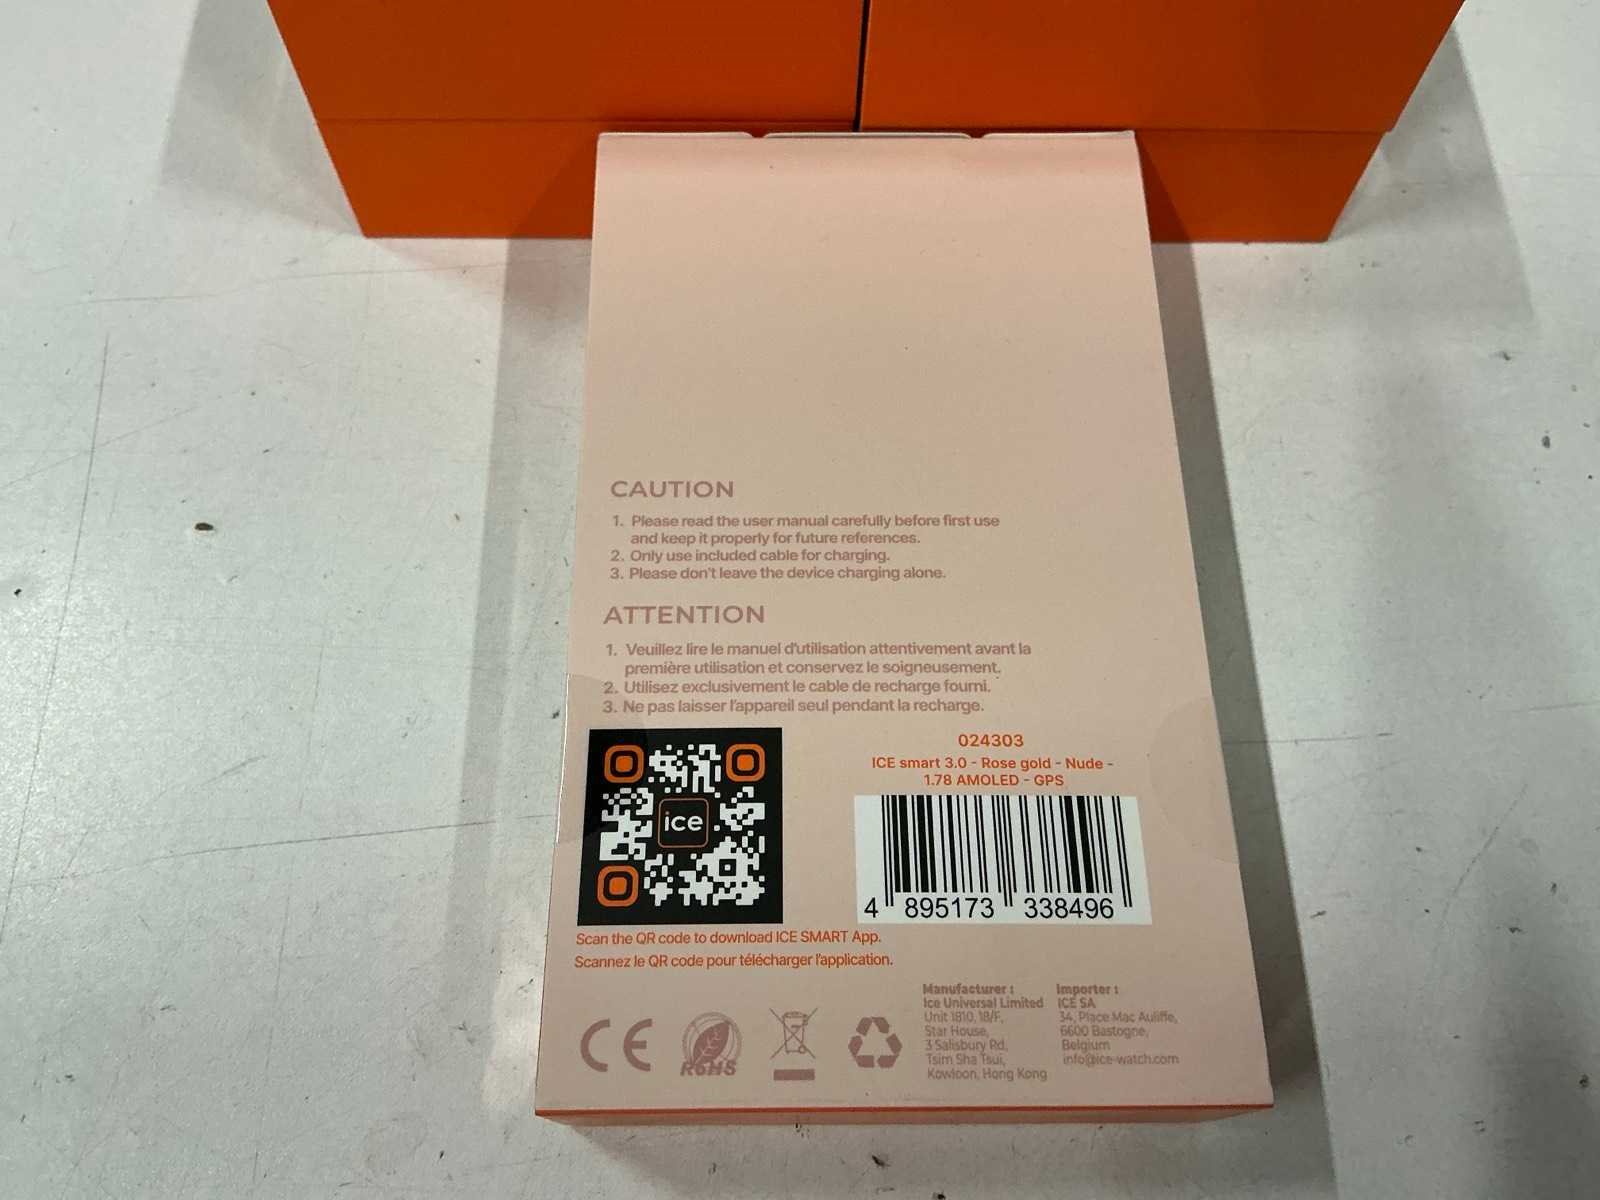 CAUTION
1. Please read the user manual carefully before first use
and keep it properly for future references.
2. Only use included cable for charging.
3. Please don't leave the device charging alone.
ATTENTION
1. Veuillez lire le manuel d'utilisation attentivement avant la
première utilisation et conservez le soigneusement.
2. Utilisez exclusivement le cable de recharge fourni.
3. Ne pas laisser l'appareil seul pendant la recharge.
ice
Scan the QR code to download ICE SMART App.
Scannez le QR code pour télécharger l'application.
024303
ICE smart 3.0 - Rose gold - Nude -
1.78 AMOLED - GPS
4 895173 338496
CE
RoHS
Manufacturer :
Ice Universal Limited
Unit 1810, 18/F,
Star House,
3 Salisbury Rd,
Tsim Sha Tsui,
Kowloon, Hong Kong
Importer :
ICE SA
34, Place Mac Auliffe,
6600 Bastogne,
Belgium
info@ice-watch.com